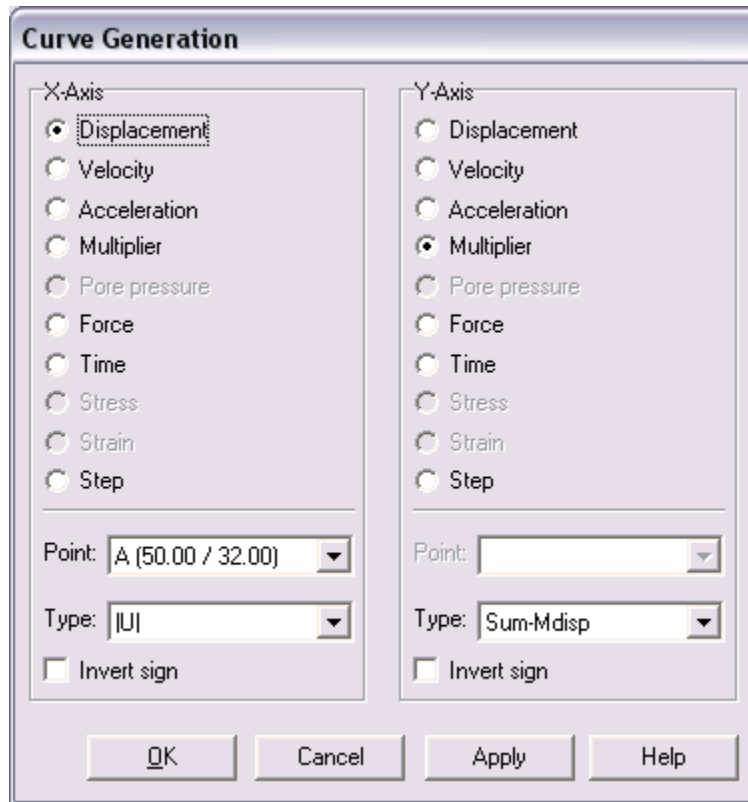 Curve Generation
X-Axis
Displacement
Velocity
Acceleration
Multiplier
Pore pressure
Force
Time
Stress
Strain
Step
Point: A (50.00 / 32.00)
Type: |U|
Invert sign
Y-Axis
Displacement
Velocity
Acceleration
Multiplier
Pore pressure
Force
Time
Stress
Strain
Step
Point:
Type: Sum-Mdisp
Invert sign
OK
Cancel
Apply
Help